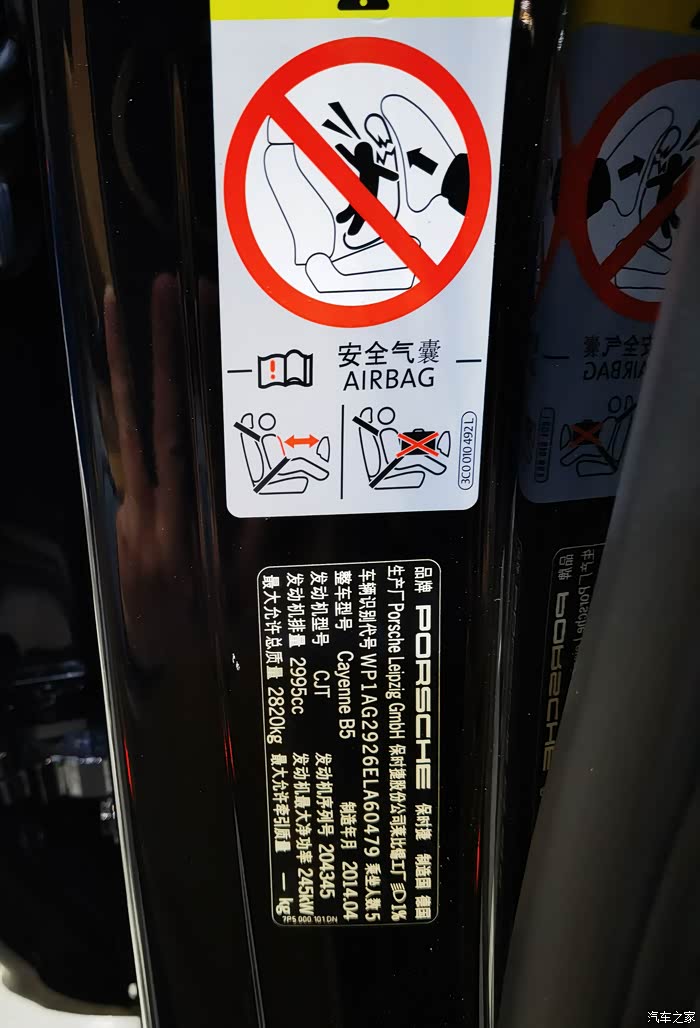 安全气囊
AIRBAG
3C0 010 492 L
品牌 PORSCHE 保时捷 制造国 德国
生产厂 Porsche Leipzig GmbH 保时捷股份公司莱比锡工厂 1%
车辆识别代号 WP1AG2926ELA60479 乘坐人数 5
整车型号 Cayenne B5 制造年月 2014.04
发动机型号 CJT 发动机序列号 204345
发动机排量 2995cc 发动机最大净功率 245kW
最大允许总质量 2820kg 最大允许牵引质量 — kg
7P5 000 101 DN
汽车之家